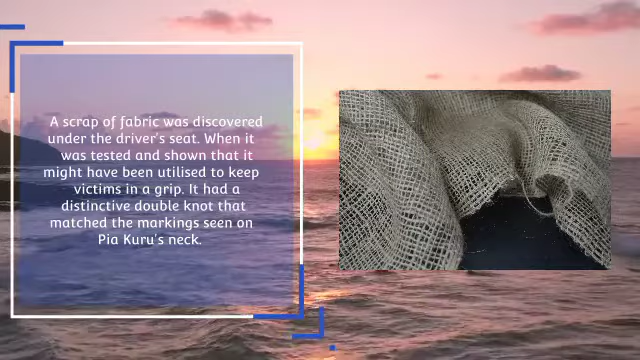 A scrap of fabric was discovered
under the driver's seat. When it
was tested and shown that it
might have been utilised to keep
victims in a grip. It had a
distinctive double knot that
matched the markings seen on
Pia Kuru's neck.